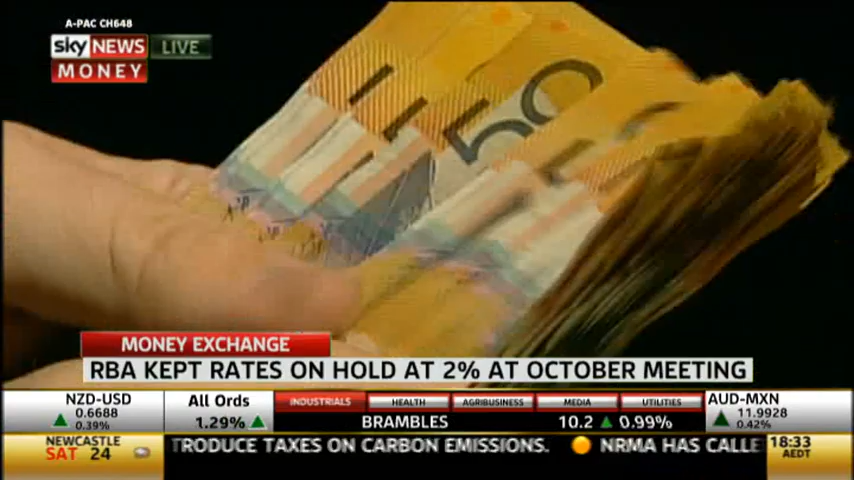 A-PAC CH648
sky NEWS LIVE
MONEY
50
MONEY EXCHANGE
RBA KEPT RATES ON HOLD AT 2% AT OCTOBER MEETING
NZD-USD
0.6688
0.39%
All Ords
1.29%
INDUSTRIALS HEALTH AGRIBUSINESS MEDIA UTILITIES
BRAMBLES 10.2 0.99%
AUD-MXN
11.9928
0.42%
NEWCASTLE
SAT 24
TRODUCE TAXES ON CARBON EMISSIONS. NRMA HAS CALLE
18:33
AEDT